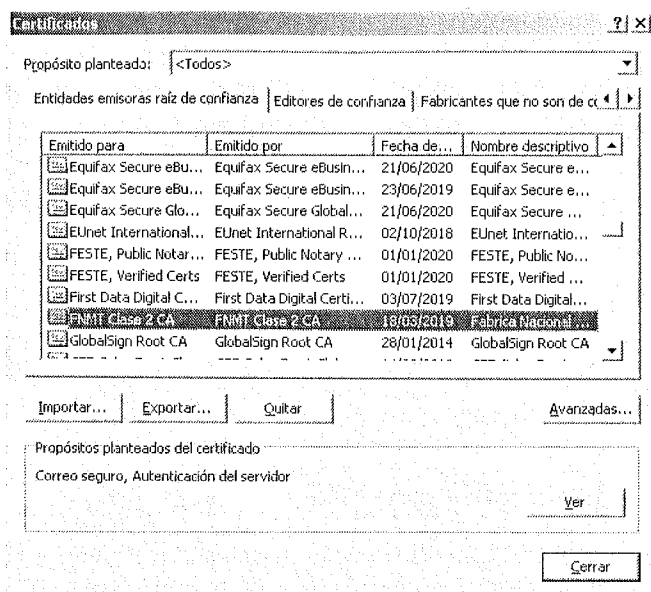 Certificados ? ×
Propósito planteado: <Todos>
Entidades emisoras raíz de confianza Editores de confianza Fabricantes que no son de co
Emitido para Emitido por Fecha de... Nombre descriptivo
Equifax Secure eBu... Equifax Secure eBusin... 21/06/2020 Equifax Secure e...
Equifax Secure eBu... Equifax Secure eBusin... 23/06/2019 Equifax Secure e...
Equifax Secure Glo... Equifax Secure Global... 21/06/2020 Equifax Secure ...
EUnet International... EUnet International R... 02/10/2018 EUnet Internatio...
FESTE, Public Notar... FESTE, Public Notary ... 01/01/2020 FESTE, Public No...
FESTE, Verified Certs FESTE, Verified Certs 01/01/2020 FESTE, Verified ...
First Data Digital C... First Data Digital Certi... 03/07/2019 First Data Digital...
FNMT Clase 2 CA FNMT Clase 2 CA 18/03/2019 Fabrica Nacional ...
GlobalSign Root CA GlobalSign Root CA 28/01/2014 GlobalSign Root CA
Importar... Exportar... Quitar Avanzadas...
Propósitos planteados del certificado
Correo seguro, Autenticación del servidor
Ver
Cerrar